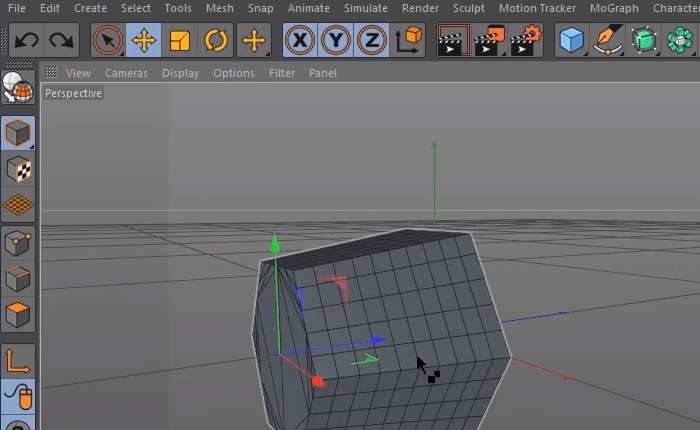 File Edit Create Select Tools Mesh Snap Animate Simulate Render Sculpt Motion Tracker MoGraph Character
X Y Z
View Cameras Display Options Filter Panel
Perspective